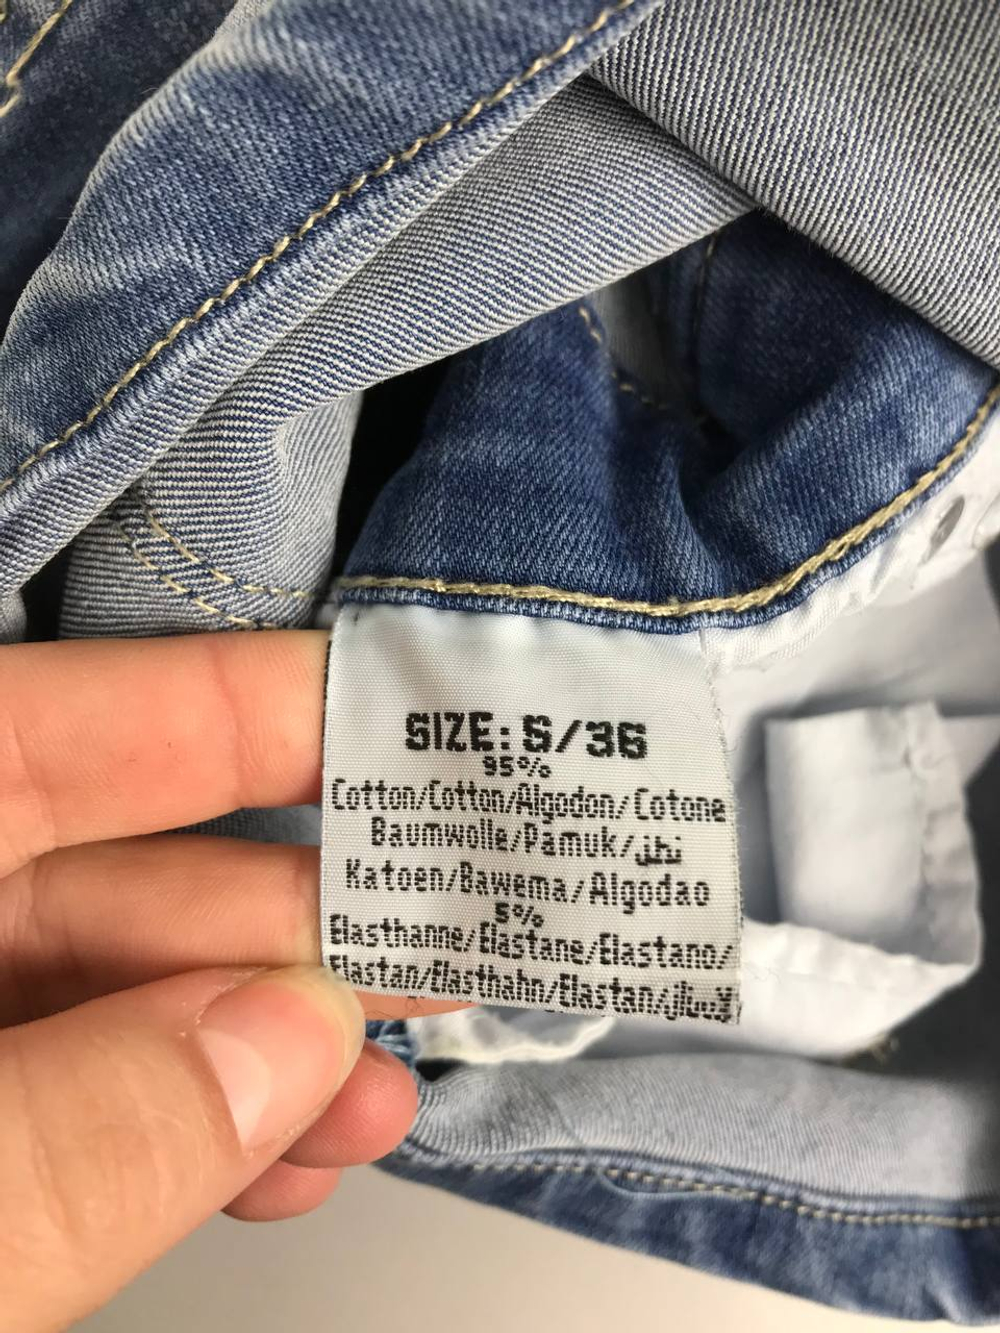 SIZE: S/36
95%
Cotton/Cotton/Algodon/Cotone
Baumwolle/Pamuk/قطن
Katoen/Bawema/Algodao
5%
Elasthanne/Elastane/Elastano/
Elastan/Elasthahn/Elastan/